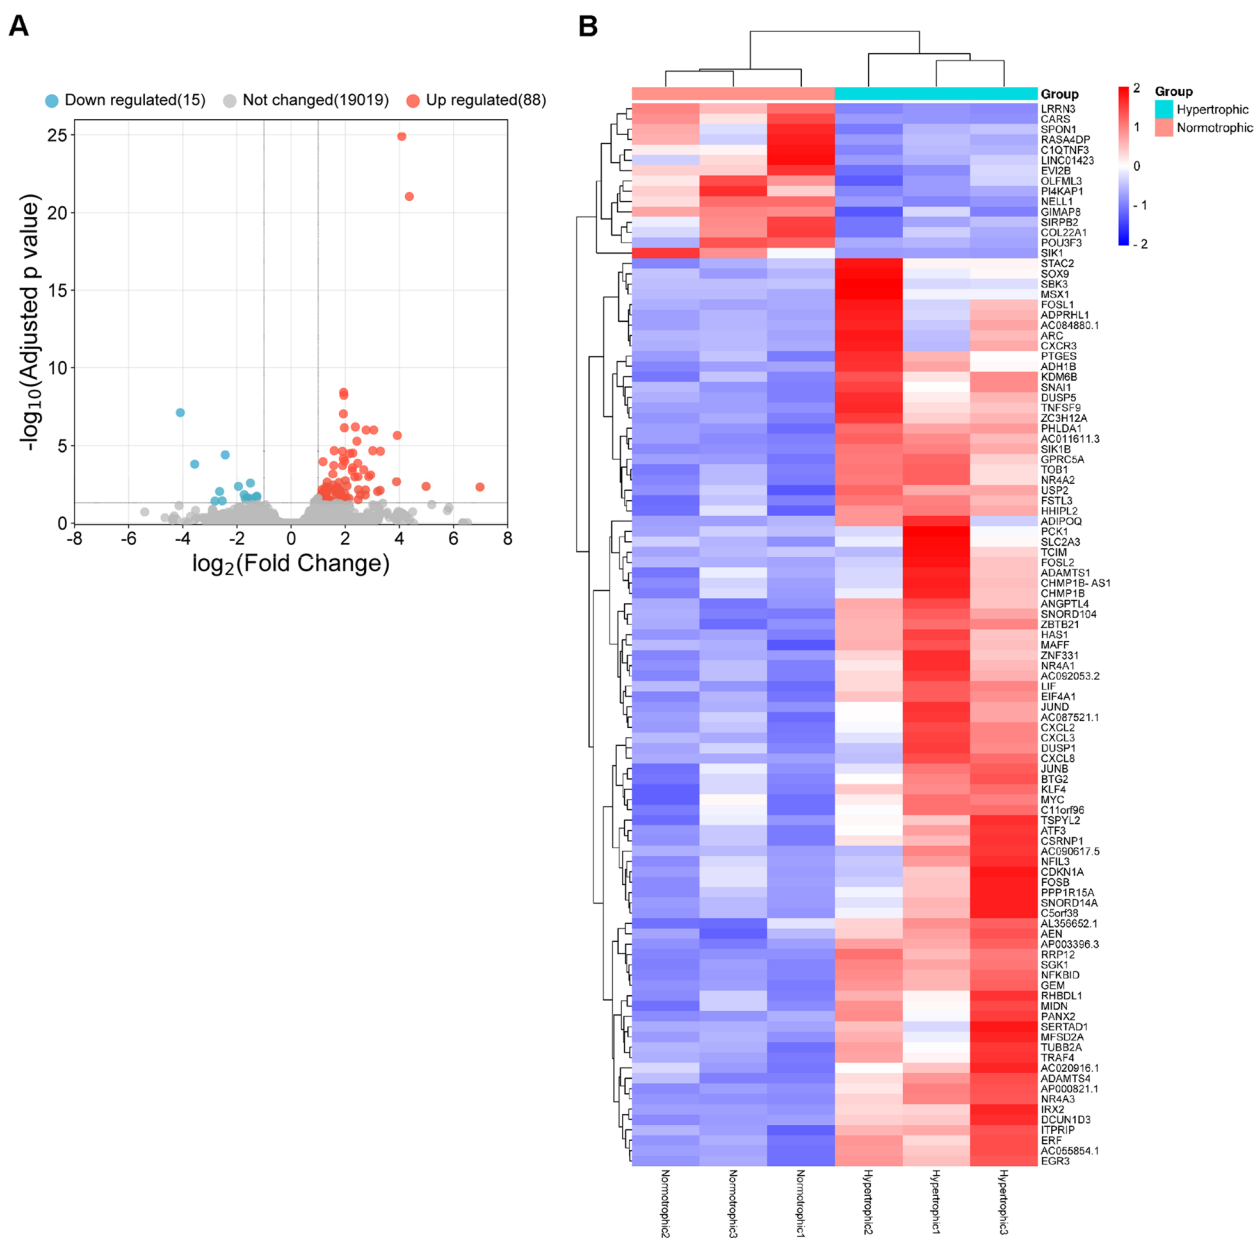 A
Down regulated(15) Not changed(19019) Up regulated(88)
25
20
15
10
5
0
-8 -6 -4 -2 0 2 4 6 8
-log10(Adjusted p value)
log2(Fold Change)
B
Group
LRRN3
CARS
SPON1
RASA4DP
C1QTNF3
LINC01423
EVI2B
OLFML3
PI4KAP1
NELL1
GIMAP8
SIRPB2
COL22A1
POU3F3
SIK1
STAC2
SOX9
SBK3
MSX1
FOSL1
ADPRHL1
AC084880.1
ARC
CXCR3
PTGES
ADH1B
KDM6B
SNAI1
DUSP5
TNFSF9
ZC3H12A
PHLDA1
AC011611.3
SIK1B
GPRC5A
TOB1
NR4A2
USP2
FSTL3
HHIPL2
ADIPOQ
PCK1
SLC2A3
TCIM
FOSL2
ADAMTS1
CHMP1B- AS1
CHMP1B
ANGPTL4
SNORD104
ZBTB21
HAS1
MAFF
ZNF331
NR4A1
AC092053.2
LIF
EIF4A1
JUND
AC087521.1
CXCL2
CXCL3
DUSP1
CXCL8
JUNB
BTG2
KLF4
MYC
C11orf96
TSPYL2
ATF3
CSRNP1
AC090617.5
NFIL3
CDKN1A
FOSB
PPP1R15A
SNORD14A
C5orf38
AL356652.1
AEN
AP003396.3
RRP12
SGK1
NFKBID
GEM
RHBDL1
MIDN
PANX2
SERTAD1
MFSD2A
TUBB2A
TRAF4
AC020916.1
ADAMTS4
AP000821.1
NR4A3
IRX2
DCUN1D3
ITPRIP
ERF
AC055854.1
EGR3
Normotrophic2
Normotrophic3
Normotrophic1
Hypertrophic2
Hypertrophic1
Hypertrophic3
2
1
0
- 1
- 2
Group
Hypertrophic
Normotrophic